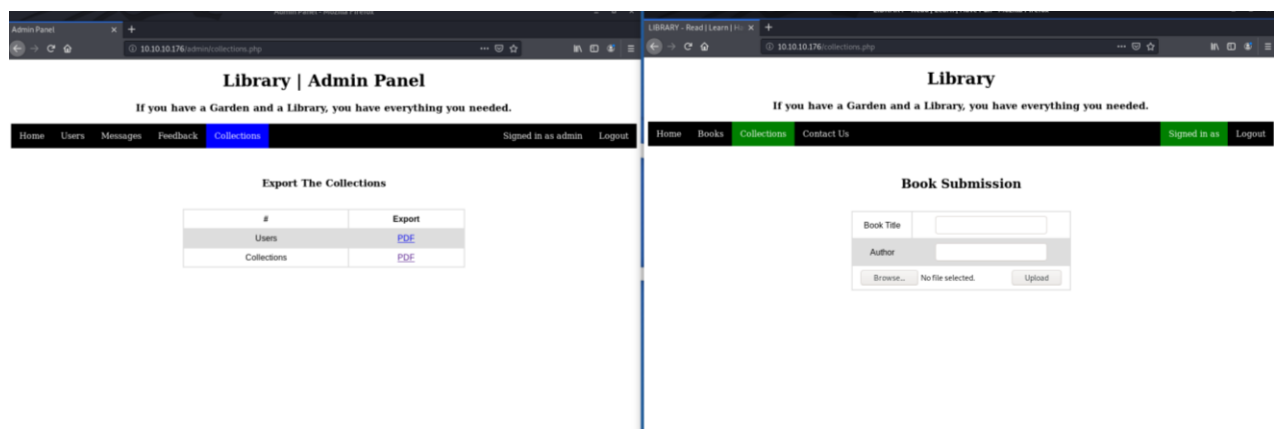 Admin Panel
10.10.10.176/admin/collections.php
Library | Admin Panel
If you have a Garden and a Library, you have everything you needed.
Home Users Messages Feedback Collections Signed in as admin Logout
Export The Collections
# Export
Users PDF
Collections PDF
LIBRARY - Read | Learn |
10.10.10.176/collections.php
Library
If you have a Garden and a Library, you have everything you needed.
Home Books Collections Contact Us Signed in as Logout
Book Submission
Book Title
Author
Browse... No file selected. Upload